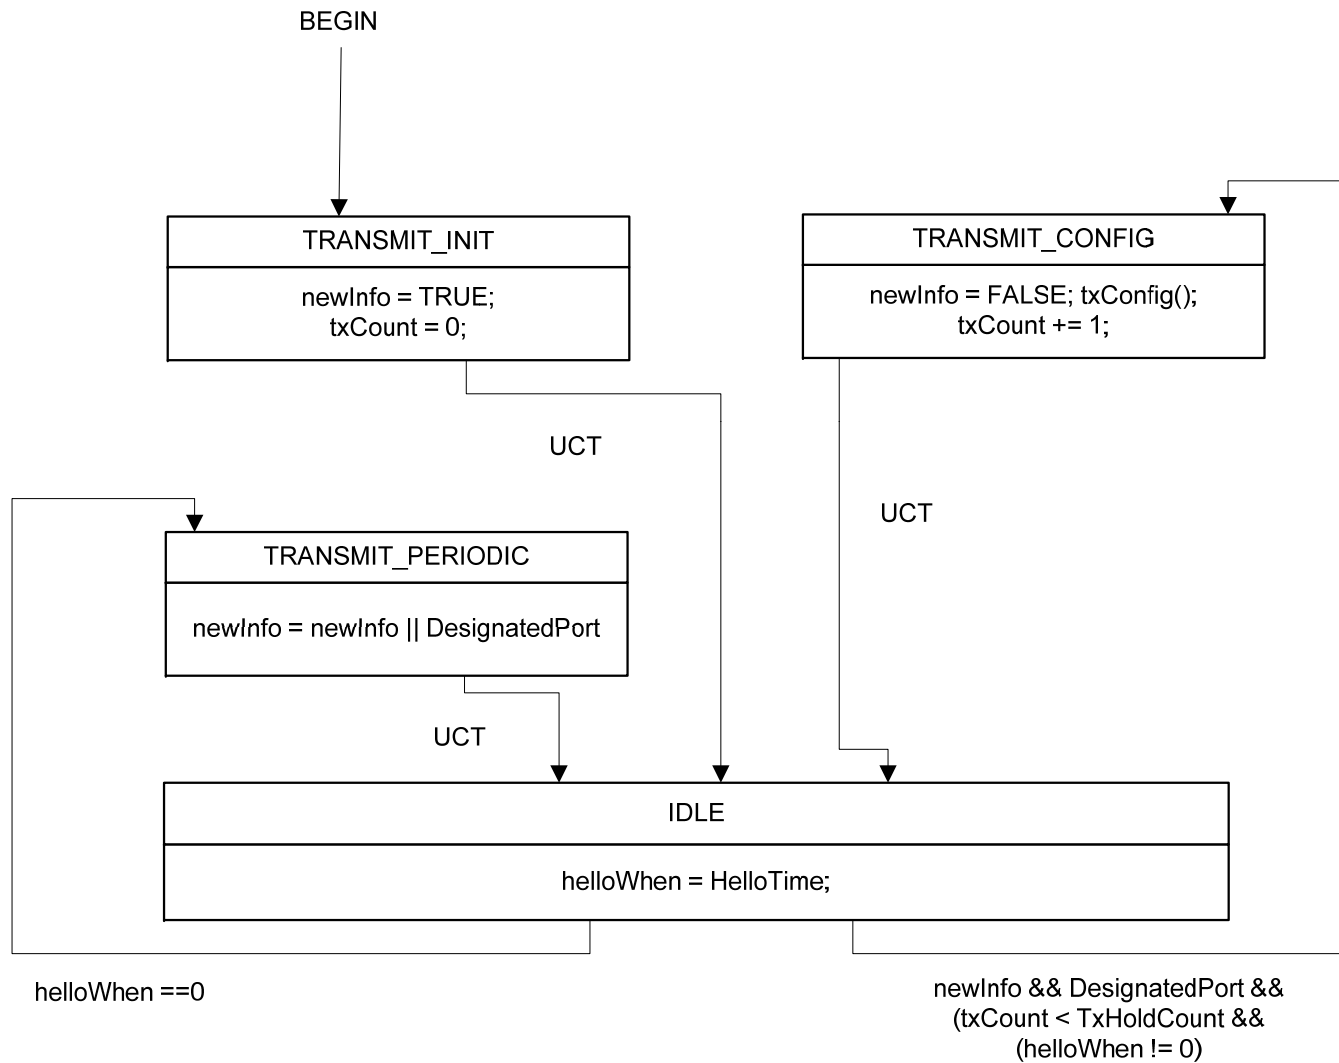 BEGIN
TRANSMIT_INIT
newInfo = TRUE;
txCount = 0;
TRANSMIT_CONFIG
newInfo = FALSE; txConfig();
txCount += 1;
UCT
UCT
TRANSMIT_PERIODIC
newInfo = newInfo || DesignatedPort
UCT
IDLE
helloWhen = HelloTime;
helloWhen ==0
newInfo && DesignatedPort &&
(txCount < TxHoldCount &&
(helloWhen != 0)